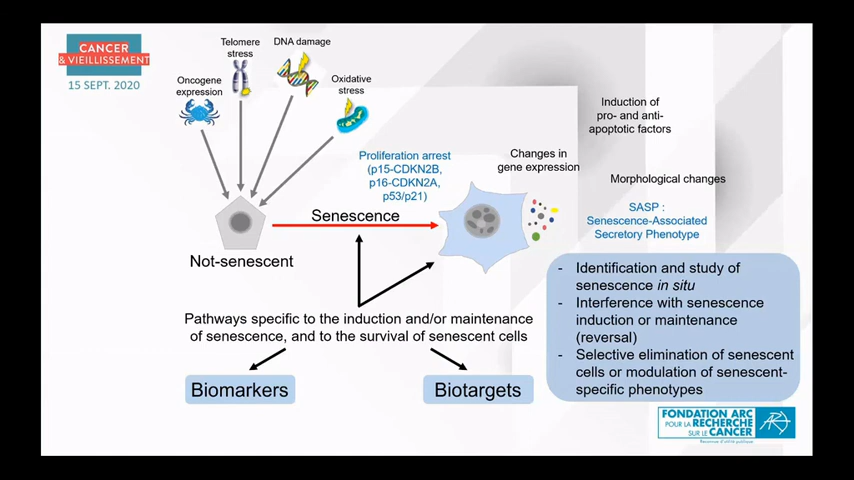 CANCER
& VIEILLISSEMENT
15 SEPT. 2020
Oncogene
expression
Telomere
stress
DNA damage
Oxidative
stress
Proliferation arrest
(p15-CDKN2B,
p16-CDKN2A,
p53/p21)
Changes in
gene expression
Induction of
pro- and anti-
apoptotic factors
Morphological changes
SASP :
Senescence-Associated
Secretory Phenotype
Senescence
Not-senescent
Pathways specific to the induction and/or maintenance
of senescence, and to the survival of senescent cells
Biomarkers
Biotargets
- Identification and study of
senescence in situ
- Interference with senescence
induction or maintenance
(reversal)
- Selective elimination of senescent
cells or modulation of senescent-
specific phenotypes
FONDATION ARC
POUR LA RECHERCHE
SUR LE CANCER
Reconnue d'utilité publique